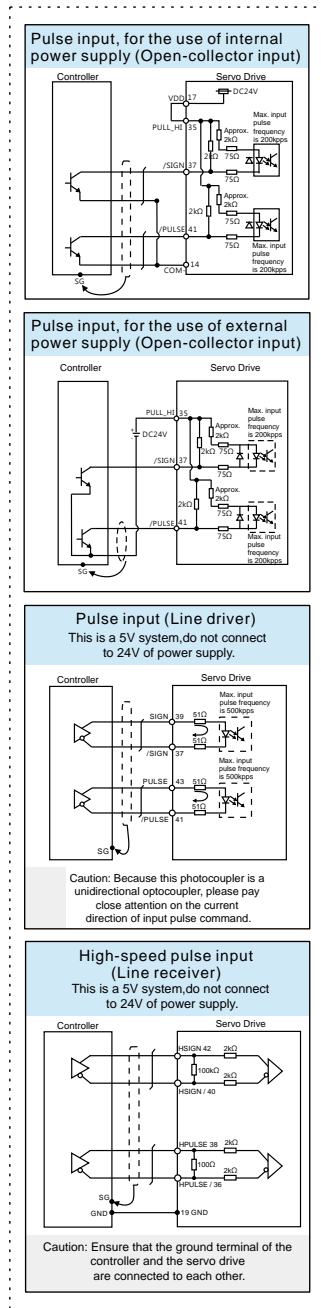 Pulse input, for the use of internal
power supply (Open-collector input)
Controller
Servo Drive
VDD 17
DC24V
PULL_HI 35
Max. input
pulse
frequency
is 200kpps
Approx.
2kΩ
2kΩ
75Ω
/SIGN 37
75Ω
Approx.
2kΩ
2kΩ
75Ω
/PULSE 41
75Ω
Max. input
pulse
frequency
is 200kpps
14
COM-
SG
Pulse input, for the use of external
power supply (Open-collector input)
Controller
Servo Drive
PULL_HI 35
Max. input
pulse
frequency
is 200kpps
+
-
DC24V
Approx.
2kΩ
2kΩ
75Ω
/SIGN 37
75Ω
Approx.
2kΩ
2kΩ
75Ω
/PULSE 41
75Ω
Max. input
pulse
frequency
is 200kpps
SG
Pulse input (Line driver)
This is a 5V system,do not connect
to 24V of power supply.
Controller
Servo Drive
Max. input
pulse frequency
is 500kpps
SIGN 39 51Ω
51Ω
/SIGN 37
Max. input
pulse frequency
is 500kpps
PULSE 43 51Ω
51Ω
/PULSE 41
SG
Caution: Because this photocoupler is a
unidirectional optocoupler, please pay
close attention on the current
direction of input pulse command.
High-speed pulse input
(Line receiver)
This is a 5V system,do not connect
to 24V of power supply.
Controller
Servo Drive
HSIGN 42 2kΩ
100kΩ
2kΩ
HSIGN / 40
HPULSE 38 2kΩ
100Ω
2kΩ
HPULSE / 36
SG
GND
19 GND
Caution: Ensure that the ground terminal of the
controller and the servo drive
are connected to each other.